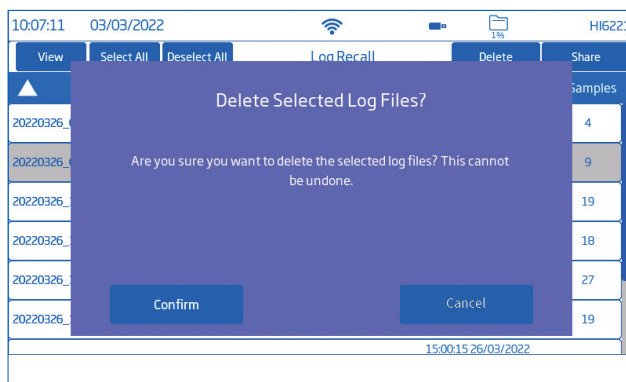 10:07:11 03/03/2022 1% HI6221
View Select All Deselect All Log Recall Delete Share
Samples
Delete Selected Log Files?
20220326_ 4
Are you sure you want to delete the selected log files? This cannot
be undone.
20220326_ 9
20220326_ 19
20220326_ 18
20220326_ 27
Confirm Cancel
20220326_ 19
15:00:15 26/03/2022